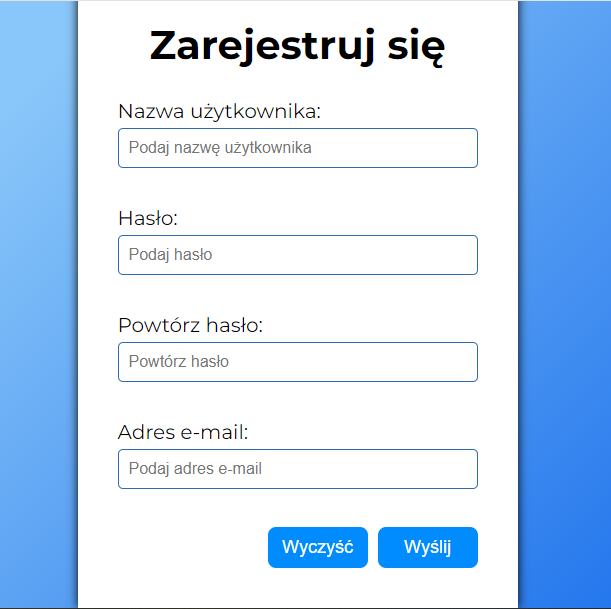 Zarejestruj się
Nazwa użytkownika:
Podaj nazwę użytkownika
Hasło:
Podaj hasło
Powtórz hasło:
Powtórz hasło
Adres e-mail:
Podaj adres e-mail
Wyczyść Wyślij